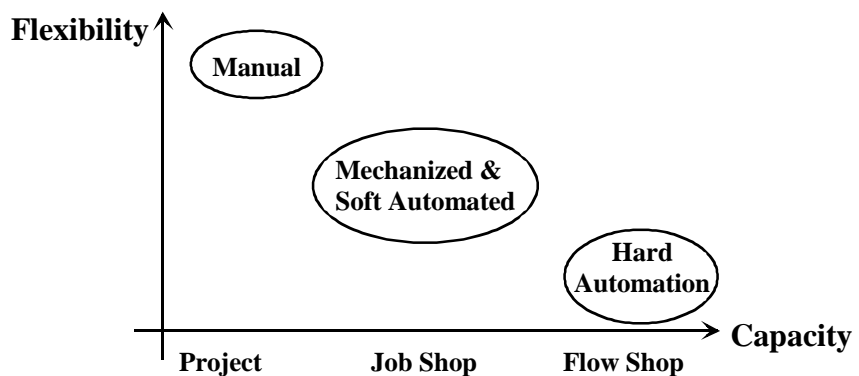 Flexibility
Manual
Mechanized &
Soft Automated
Hard
Automation
Capacity
Project Job Shop Flow Shop